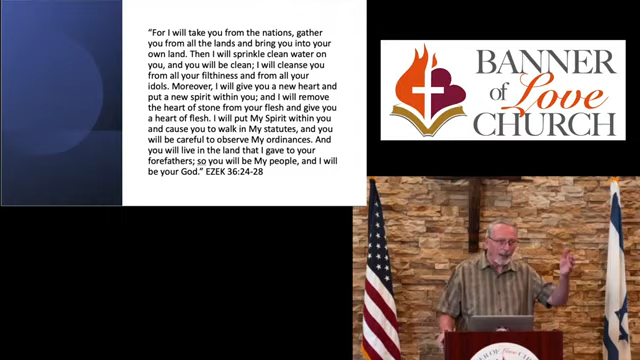 “For I will take you from the nations, gather
you from all the lands and bring you into your
own land. Then I will sprinkle clean water on
you, and you will be clean; I will cleanse you
from all your filthiness and from all your
idols. Moreover, I will give you a new heart and
put a new spirit within you; and I will remove
the heart of stone from your flesh and give you
a heart of flesh. I will put My Spirit within you
and cause you to walk in My statutes, and you
will be careful to observe My ordinances. And
you will live in the land that I gave to your
forefathers; so you will be My people, and I will
be your God.” EZEK 36:24-28
BANNER
of Love
CHURCH